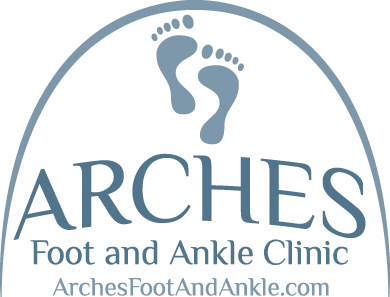 ARCHES
Foot and Ankle Clinic
ArchesFootAndAnkle.com